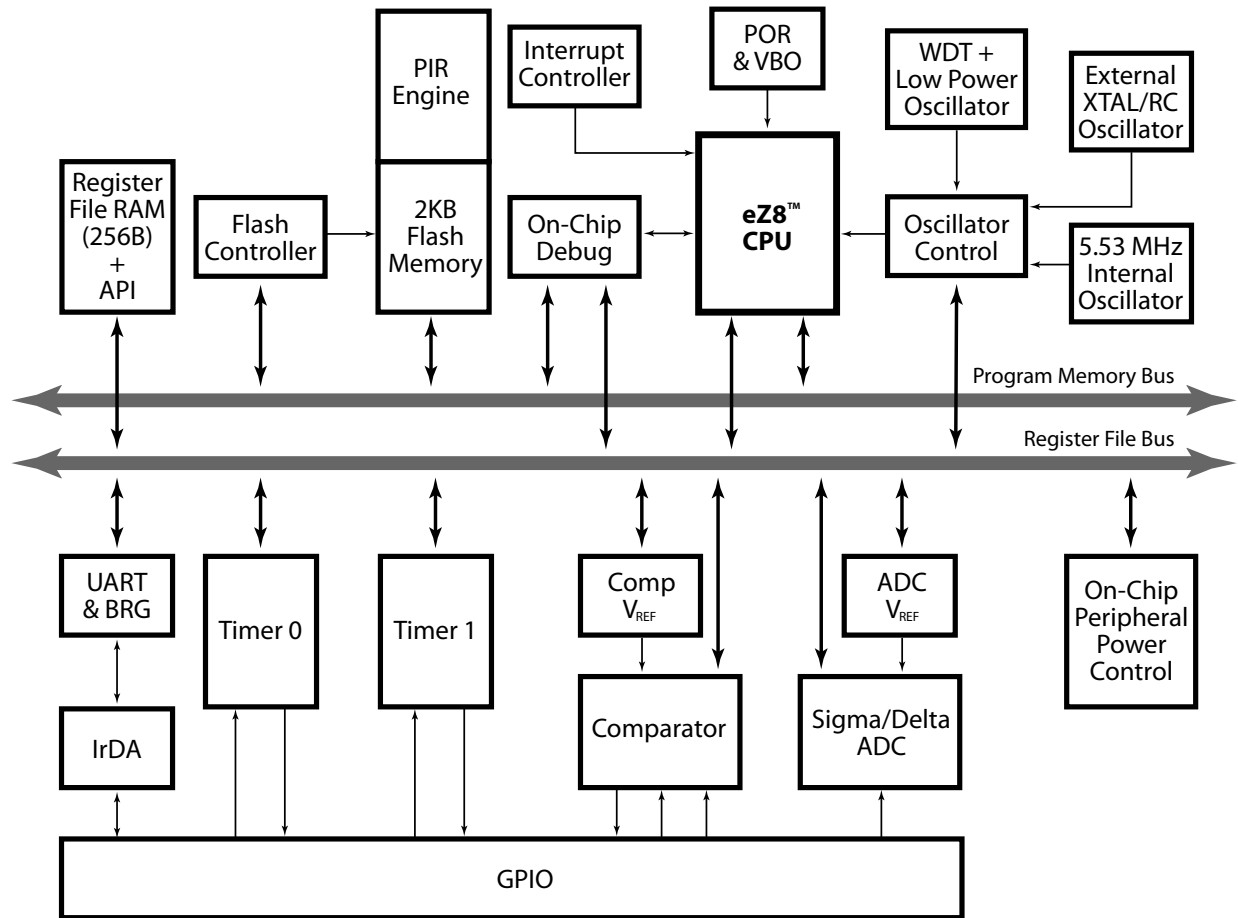 PIR
Engine
Interrupt
Controller
POR
& VBO
WDT +
Low Power
Oscillator
External
XTAL/RC
Oscillator
Register
File RAM
(256B)
+
API
Flash
Controller
2KB
Flash
Memory
On-Chip
Debug
eZ8™
CPU
Oscillator
Control
5.53 MHz
Internal
Oscillator
Program Memory Bus
Register File Bus
UART
& BRG
Timer 0
Timer 1
Comp
VREF
ADC
VREF
On-Chip
Peripheral
Power
Control
IrDA
Comparator
Sigma/Delta
ADC
GPIO